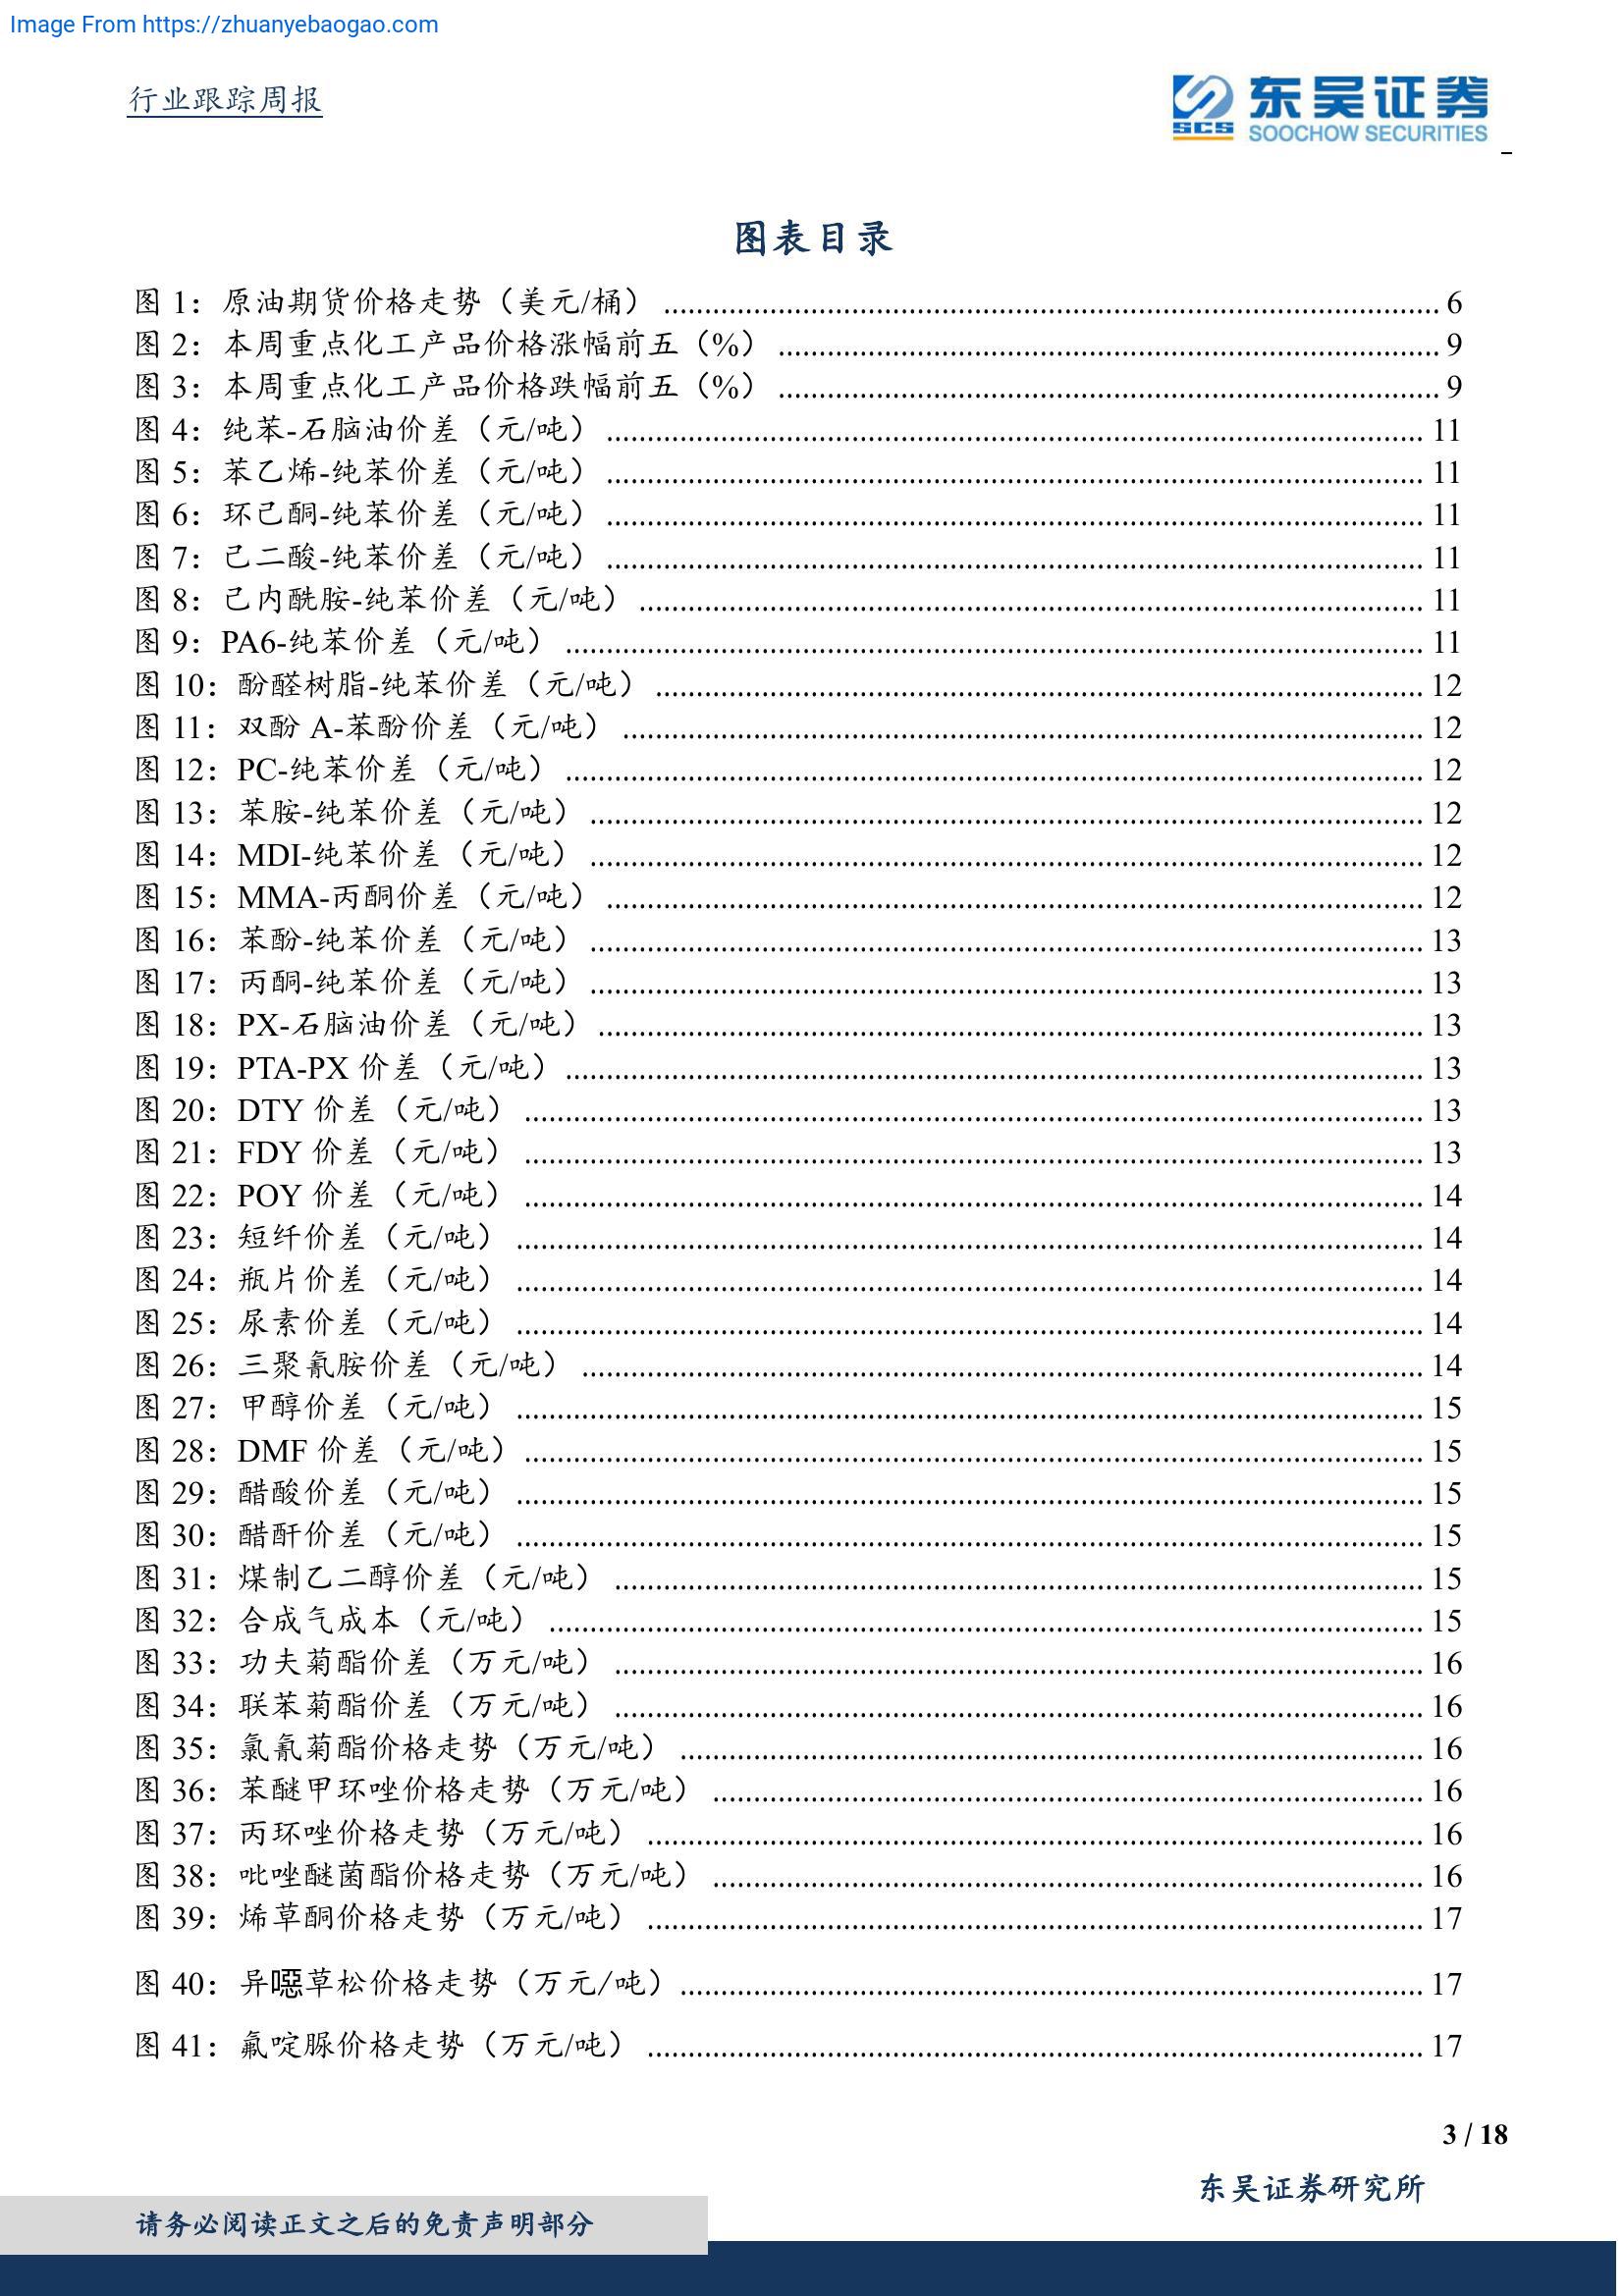 Image From https://zhuanyebaogao.com
行业跟踪周报
SCS 东吴证券
SOOCHOW SECURITIES
图表目录
图 1：原油期货价格走势（美元/桶） ........ 6
图 2：本周重点化工产品价格涨幅前五（%） ........ 9
图 3：本周重点化工产品价格跌幅前五（%） ........ 9
图 4：纯苯-石脑油价差（元/吨） ........ 11
图 5：苯乙烯-纯苯价差（元/吨） ........ 11
图 6：环己酮-纯苯价差（元/吨） ........ 11
图 7：己二酸-纯苯价差（元/吨） ........ 11
图 8：己内酰胺-纯苯价差（元/吨） ........ 11
图 9：PA6-纯苯价差（元/吨） ........ 11
图 10：酚醛树脂-纯苯价差（元/吨） ........ 12
图 11：双酚 A-苯酚价差（元/吨） ........ 12
图 12：PC-纯苯价差（元/吨） ........ 12
图 13：苯胺-纯苯价差（元/吨） ........ 12
图 14：MDI-纯苯价差（元/吨） ........ 12
图 15：MMA-丙酮价差（元/吨） ........ 12
图 16：苯酚-纯苯价差（元/吨） ........ 13
图 17：丙酮-纯苯价差（元/吨） ........ 13
图 18：PX-石脑油价差（元/吨） ........ 13
图 19：PTA-PX 价差（元/吨） ........ 13
图 20：DTY 价差（元/吨） ........ 13
图 21：FDY 价差（元/吨） ........ 13
图 22：POY 价差（元/吨） ........ 14
图 23：短纤价差（元/吨） ........ 14
图 24：瓶片价差（元/吨） ........ 14
图 25：尿素价差（元/吨） ........ 14
图 26：三聚氰胺价差（元/吨） ........ 14
图 27：甲醇价差（元/吨） ........ 15
图 28：DMF 价差（元/吨） ........ 15
图 29：醋酸价差（元/吨） ........ 15
图 30：醋酐价差（元/吨） ........ 15
图 31：煤制乙二醇价差（元/吨） ........ 15
图 32：合成气成本（元/吨） ........ 15
图 33：功夫菊酯价差（万元/吨） ........ 16
图 34：联苯菊酯价差（万元/吨） ........ 16
图 35：氯氰菊酯价格走势（万元/吨） ........ 16
图 36：苯醚甲环唑价格走势（万元/吨） ........ 16
图 37：丙环唑价格走势（万元/吨） ........ 16
图 38：吡唑醚菌酯价格走势（万元/吨） ........ 16
图 39：烯草酮价格走势（万元/吨） ........ 17
图 40：异噁草松价格走势（万元/吨） ........ 17
图 41：氟啶脲价格走势（万元/吨） ........ 17
3 / 18
东吴证券研究所
请务必阅读正文之后的免责声明部分